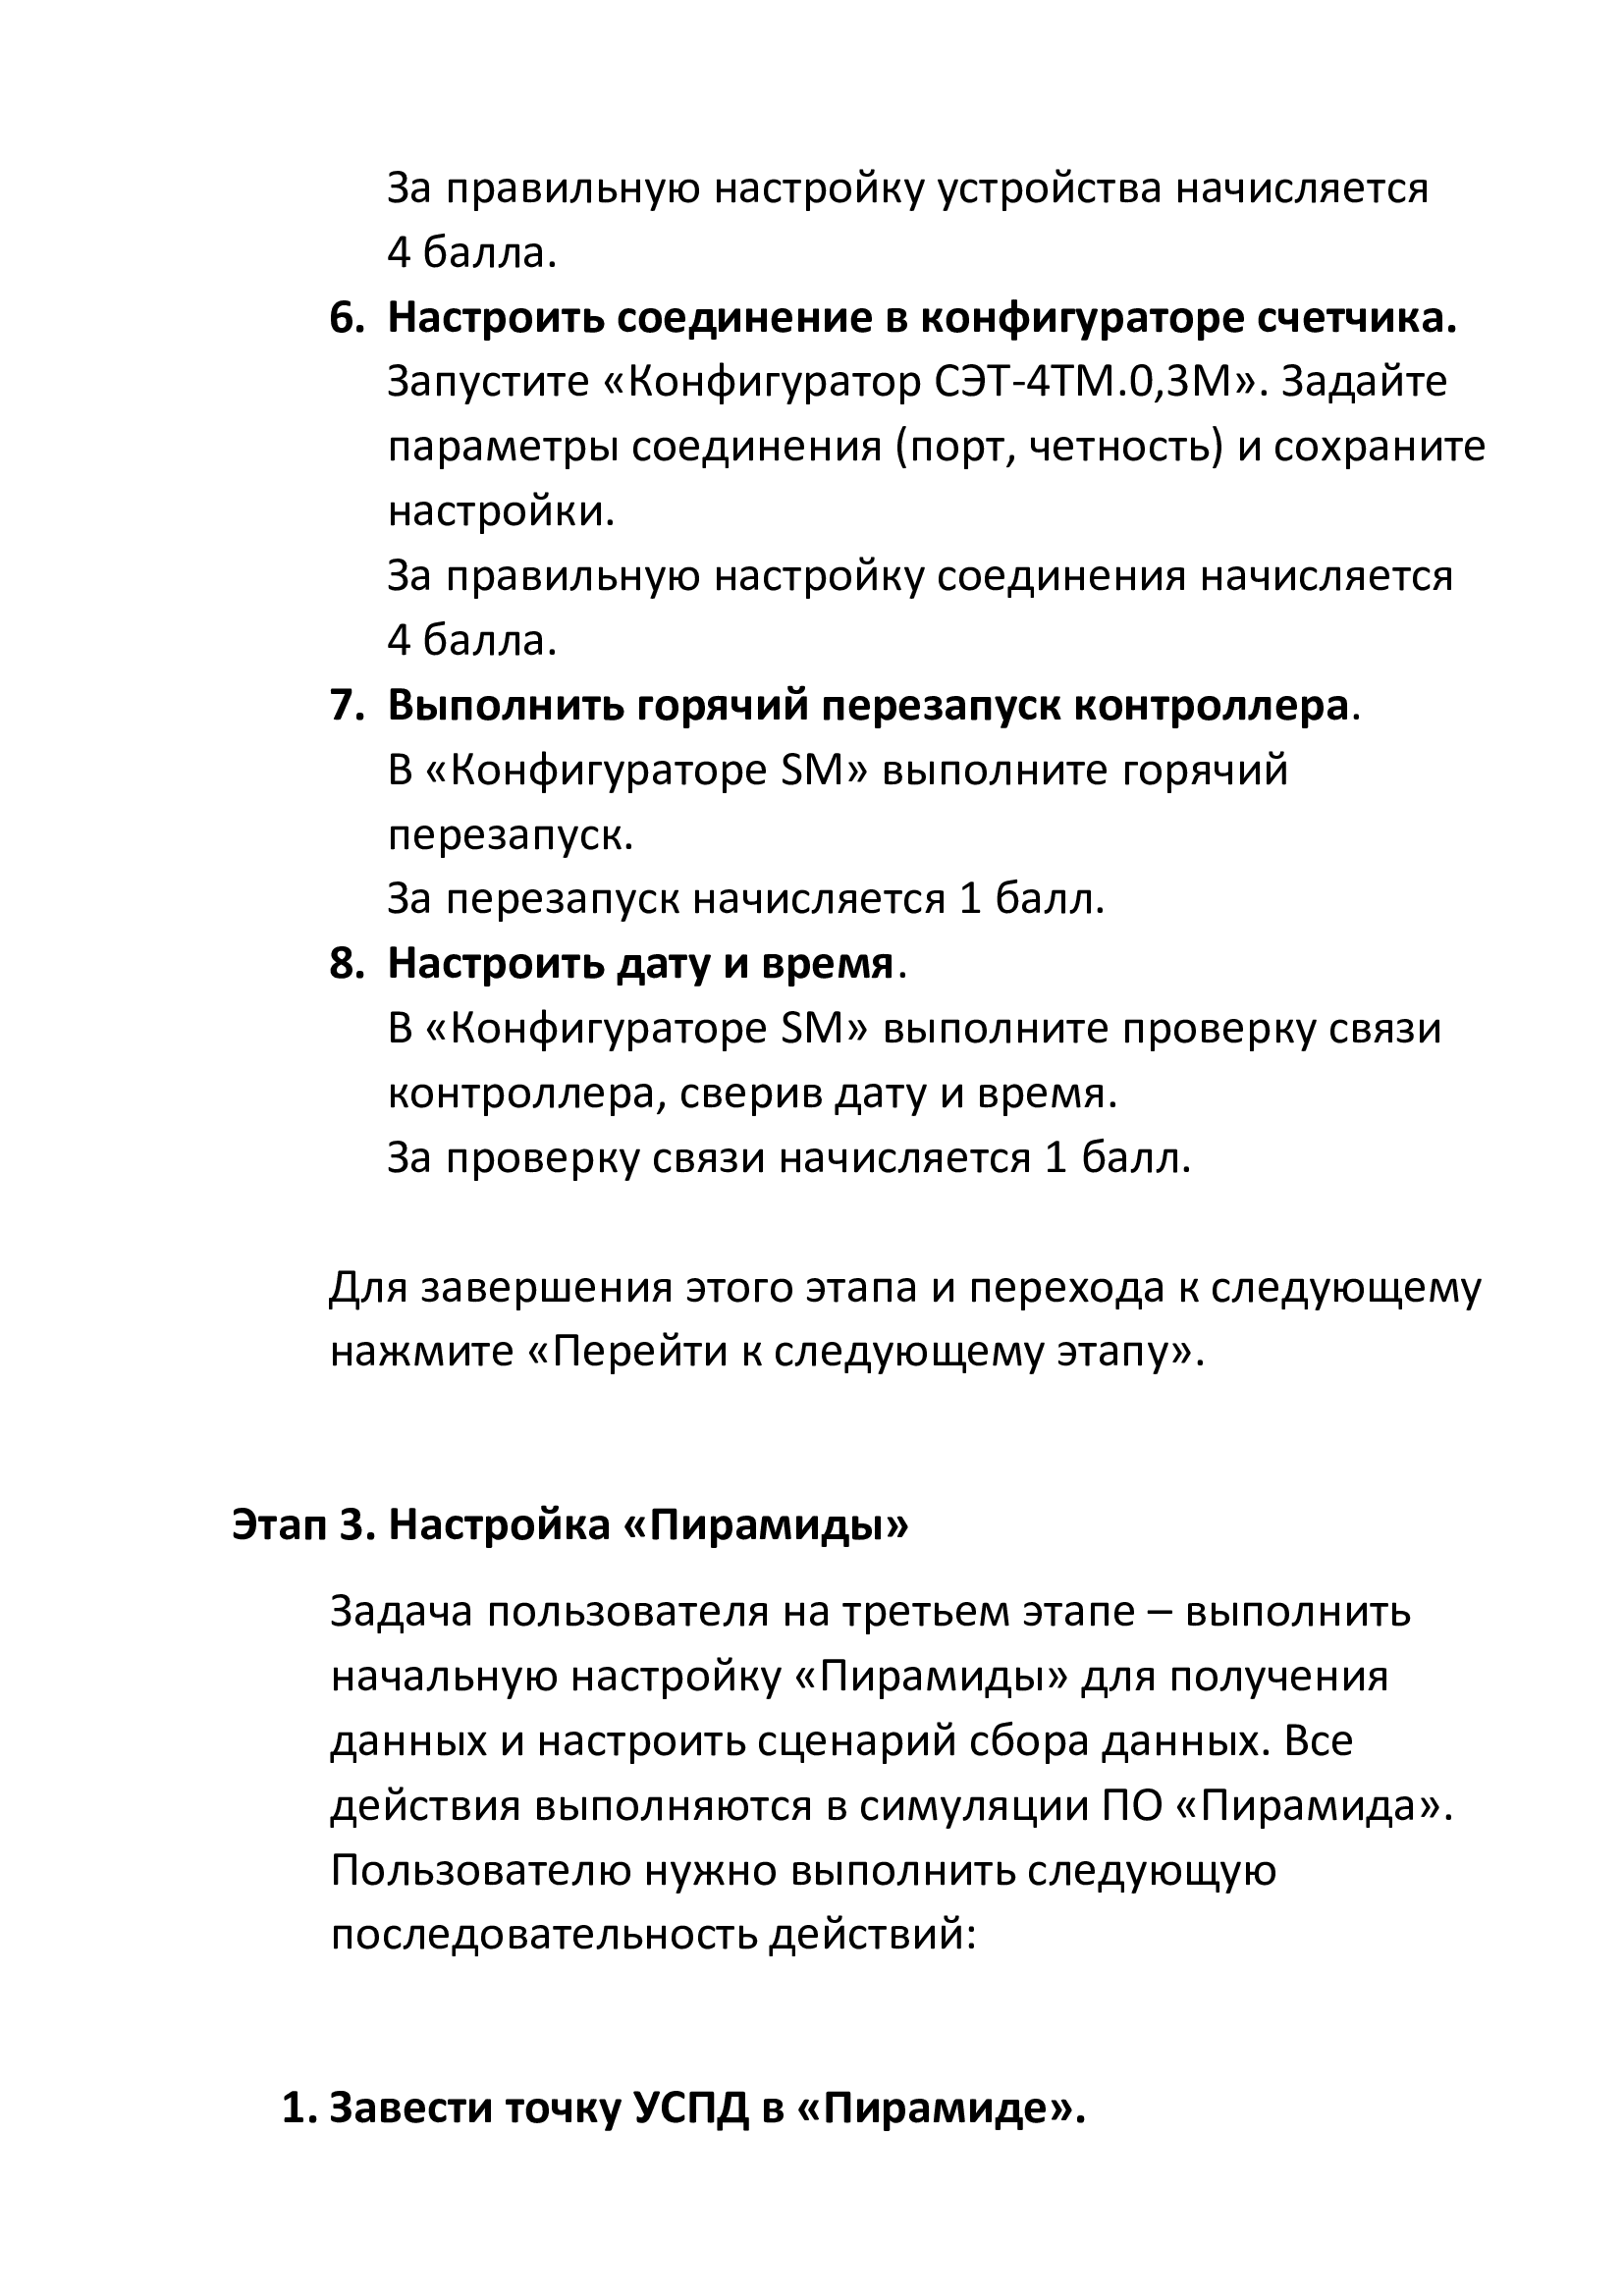 За правильную настройку устройства начисляется
4 балла.
6. Настроить соединение в конфигураторе счетчика.
Запустите «Конфигуратор СЭТ-4ТМ.0,3М». Задайте
параметры соединения (порт, четность) и сохраните
настройки.
За правильную настройку соединения начисляется
4 балла.
7. Выполнить горячий перезапуск контроллера.
В «Конфигураторе SM» выполните горячий
перезапуск.
За перезапуск начисляется 1 балл.
8. Настроить дату и время.
В «Конфигураторе SM» выполните проверку связи
контроллера, сверив дату и время.
За проверку связи начисляется 1 балл.
Для завершения этого этапа и перехода к следующему
нажмите «Перейти к следующему этапу».
Этап 3. Настройка «Пирамиды»
Задача пользователя на третьем этапе – выполнить
начальную настройку «Пирамиды» для получения
данных и настроить сценарий сбора данных. Все
действия выполняются в симуляции ПО «Пирамида».
Пользователю нужно выполнить следующую
последовательность действий:
1. Завести точку УСПД в «Пирамиде».